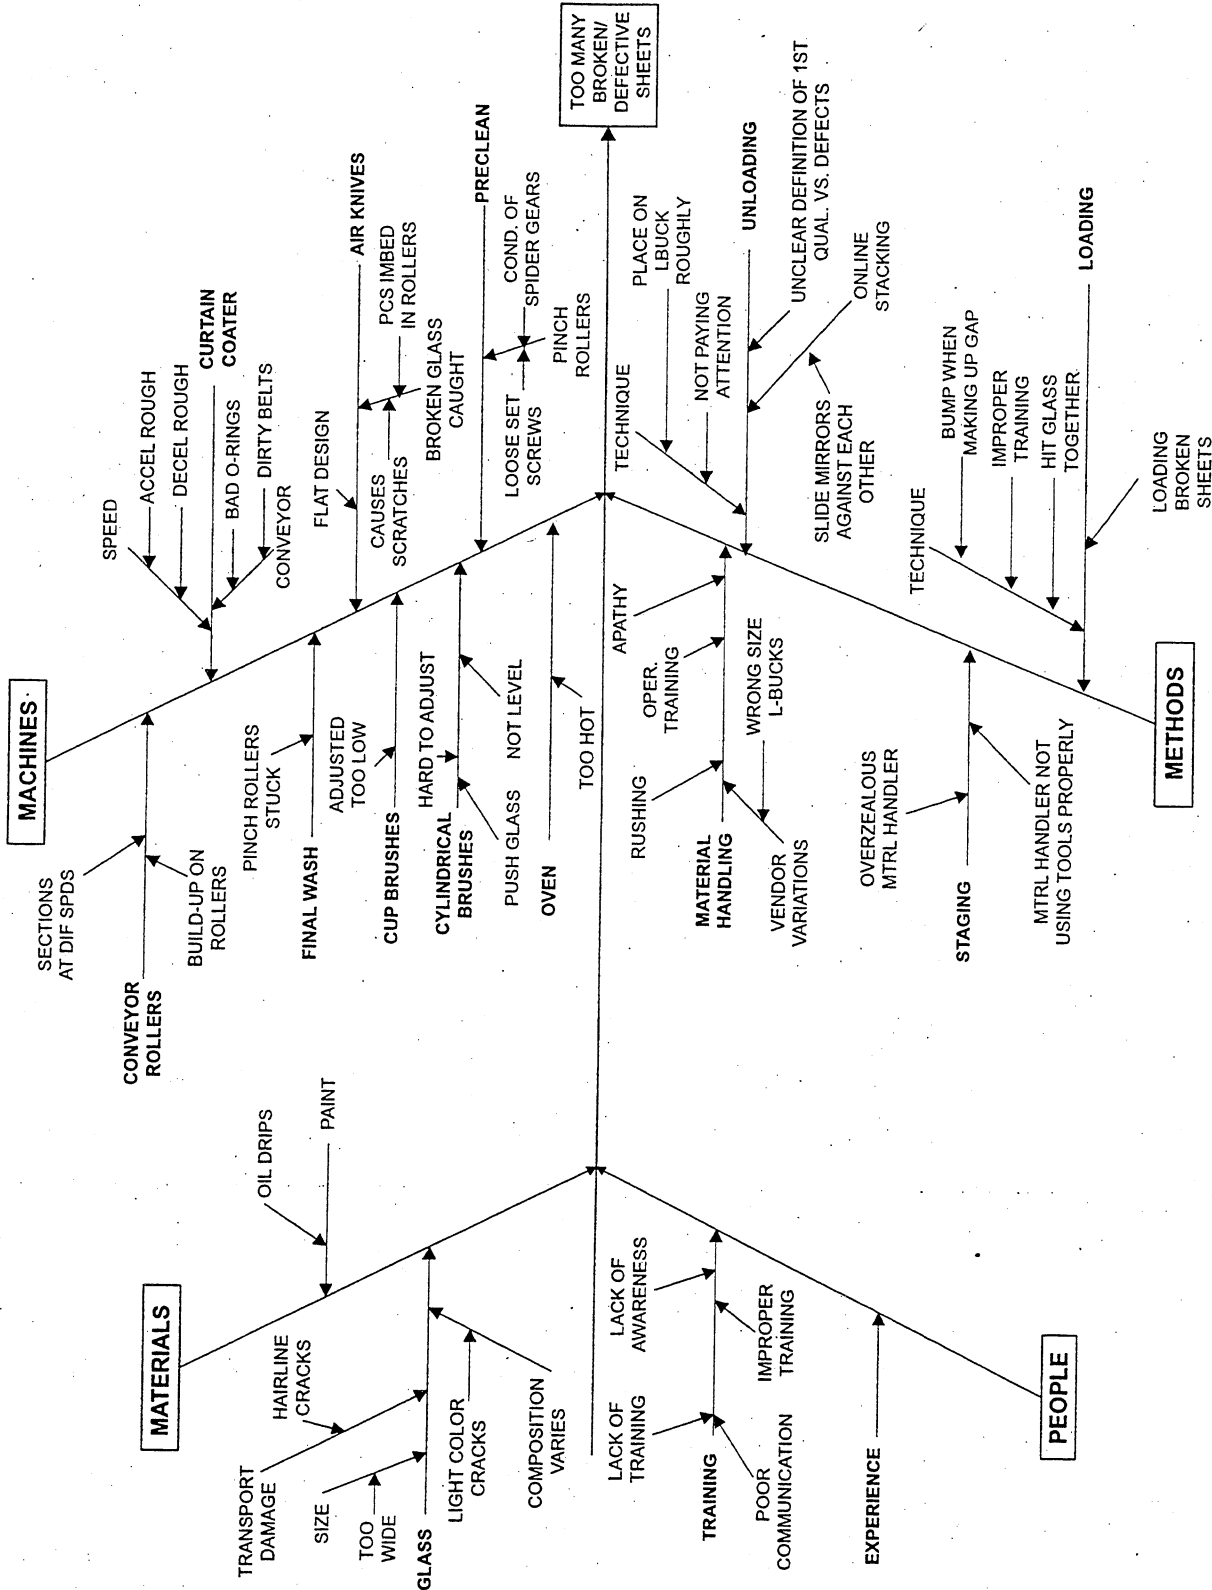 MATERIALS
OIL DRIPS
PAINT
HAIRLINE
CRACKS
TRANSPORT
DAMAGE
SIZE
TOO
WIDE
GLASS
LIGHT COLOR
CRACKS
COMPOSITION
VARIES
MACHINES
SECTIONS
AT DIF SPDS
CONVEYOR
ROLLERS
BUILD-UP ON
ROLLERS
SPEED
ACCEL ROUGH
DECEL ROUGH
CURTAIN
COATER
BAD O-RINGS
DIRTY BELTS
CONVEYOR
PINCH ROLLERS
STUCK
FINAL WASH
FLAT DESIGN
AIR KNIVES
CAUSES
SCRATCHES
PCS IMBED
IN ROLLERS
BROKEN GLASS
CAUGHT
ADJUSTED
TOO LOW
CUP BRUSHES
HARD TO ADJUST
CYLINDRICAL
BRUSHES
PUSH GLASS
NOT LEVEL
PRECLEAN
LOOSE SET
SCREWS
COND. OF
SPIDER GEARS
PINCH
ROLLERS
OVEN
TOO HOT
TOO MANY
BROKEN/
DEFECTIVE
SHEETS
LACK OF
TRAINING
LACK OF
AWARENESS
TRAINING
POOR
COMMUNICATION
IMPROPER
TRAINING
EXPERIENCE
PEOPLE
TECHNIQUE
PLACE ON
LBUCK
ROUGHLY
NOT PAYING
ATTENTION
UNLOADING
UNCLEAR DEFINITION OF 1ST
QUAL. VS. DEFECTS
ONLINE
STACKING
SLIDE MIRRORS
AGAINST EACH
OTHER
APATHY
OPER.
TRAINING
RUSHING
MATERIAL
HANDLING
WRONG SIZE
L-BUCKS
VENDOR
VARIATIONS
OVERZEALOUS
MTRL HANDLER
STAGING
MTRL HANDLER NOT
USING TOOLS PROPERLY
TECHNIQUE
BUMP WHEN
MAKING UP GAP
IMPROPER
TRAINING
HIT GLASS
TOGETHER
LOADING
LOADING
BROKEN
SHEETS
METHODS